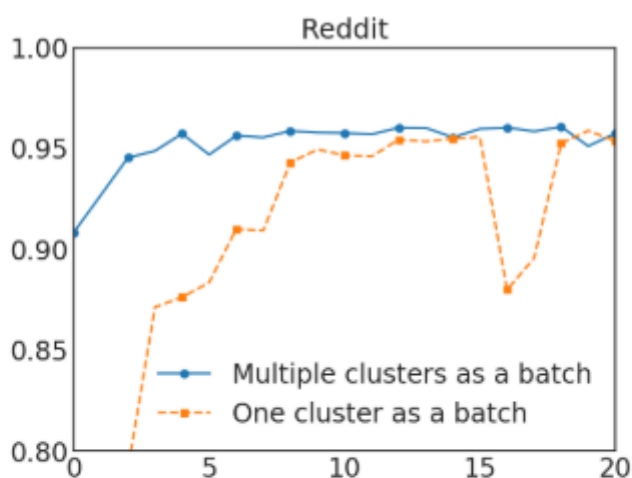 Reddit
1.00
0.95
0.90
0.85
0.80
Multiple clusters as a batch
One cluster as a batch
0 5 10 15 20